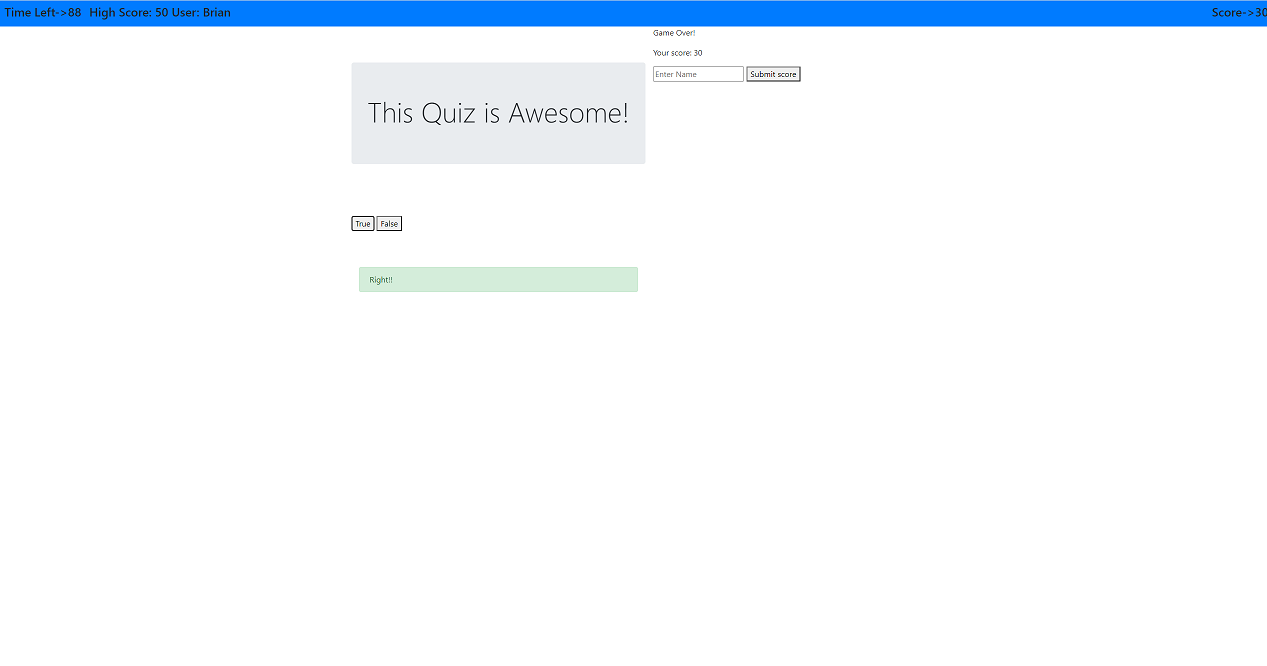 Time Left->88 High Score: 50 User: Brian Score->30
Game Over!
Your score: 30
Enter Name Submit score
This Quiz is Awesome!
True False
Right!!